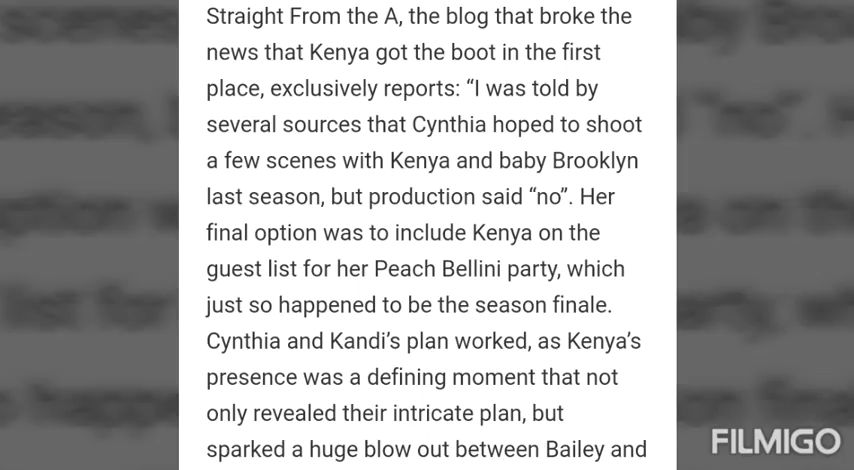 Straight From the A, the blog that broke the
news that Kenya got the boot in the first
place, exclusively reports: “I was told by
several sources that Cynthia hoped to shoot
a few scenes with Kenya and baby Brooklyn
last season, but production said “no”. Her
final option was to include Kenya on the
guest list for her Peach Bellini party, which
just so happened to be the season finale.
Cynthia and Kandi’s plan worked, as Kenya’s
presence was a defining moment that not
only revealed their intricate plan, but
sparked a huge blow out between Bailey and
FILMIGO